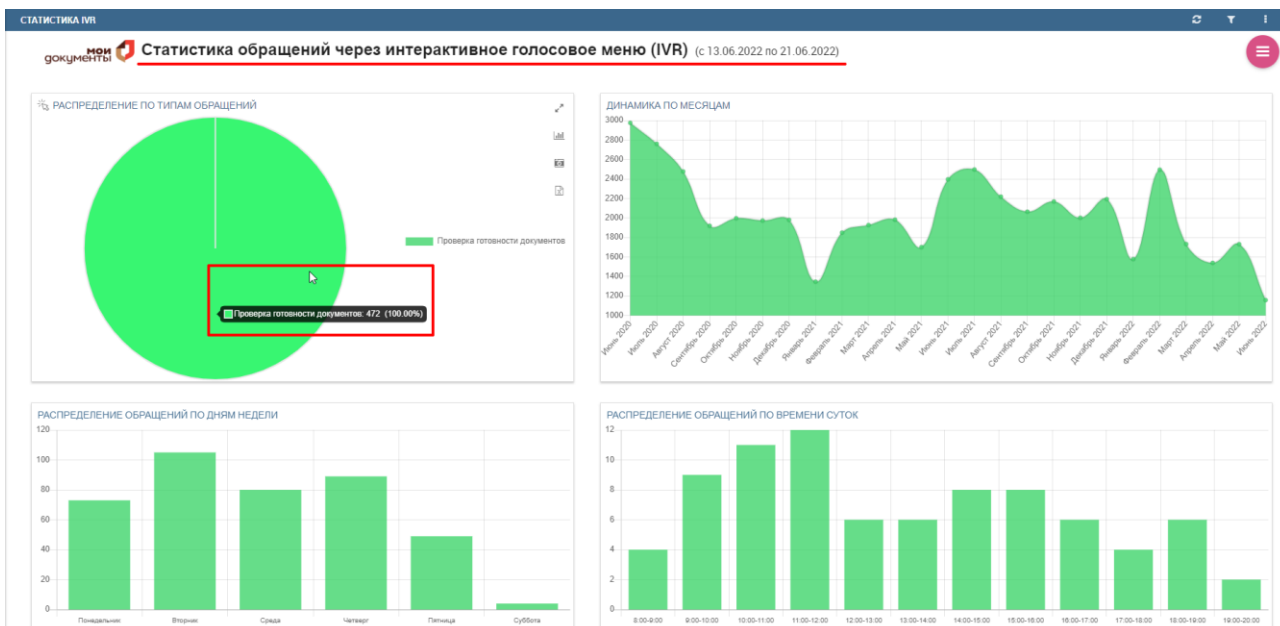 СТАТИСТИКА IVR
мои документы
Статистика обращений через интерактивное голосовое меню (IVR) (с 13.06.2022 по 21.06.2022)
РАСПРЕДЕЛЕНИЕ ПО ТИПАМ ОБРАЩЕНИЙ
Проверка готовности документов
Проверка готовности документов: 472 (100.00%)
ДИНАМИКА ПО МЕСЯЦАМ
3000
2800
2600
2400
2200
2000
1800
1600
1400
1200
1000
Июнь 2020
Июль 2020
Август 2020
Сентябрь 2020
Октябрь 2020
Ноябрь 2020
Декабрь 2020
Январь 2021
Февраль 2021
Март 2021
Апрель 2021
Май 2021
Июнь 2021
Июль 2021
Август 2021
Сентябрь 2021
Октябрь 2021
Ноябрь 2021
Декабрь 2021
Январь 2022
Февраль 2022
Март 2022
Апрель 2022
Май 2022
Июнь 2022
РАСПРЕДЕЛЕНИЕ ОБРАЩЕНИЙ ПО ДНЯМ НЕДЕЛИ
120
100
80
60
40
20
0
Понедельник Вторник Среда Четверг Пятница Суббота
РАСПРЕДЕЛЕНИЕ ОБРАЩЕНИЙ ПО ВРЕМЕНИ СУТОК
12
10
8
6
4
2
0
8:00-9:00 9:00-10:00 10:00-11:00 11:00-12:00 12:00-13:00 13:00-14:00 14:00-15:00 15:00-16:00 16:00-17:00 17:00-18:00 18:00-19:00 19:00-20:00